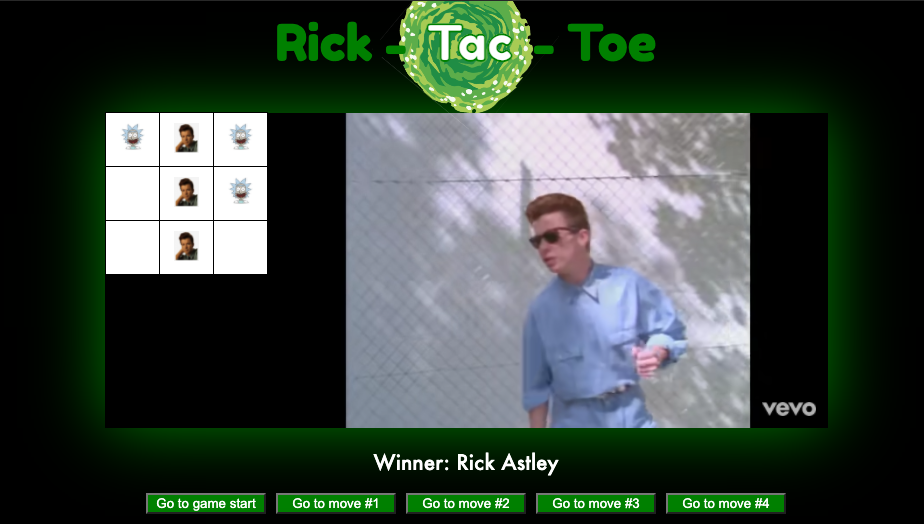 Rick - Tac - Toe
vevo
Winner: Rick Astley
Go to game start
Go to move #1
Go to move #2
Go to move #3
Go to move #4